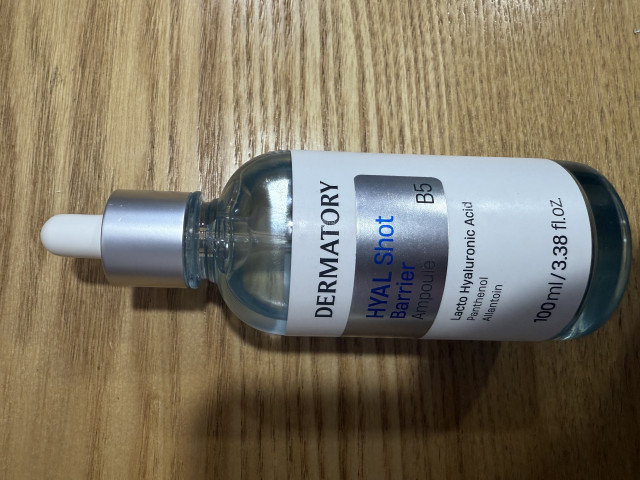 DERMATORY
HYAL Shot
Barrier
Ampoule
B5
Lacto Hyaluronic Acid
Panthenol
Allantoin
100ml/3.38 fl.oz